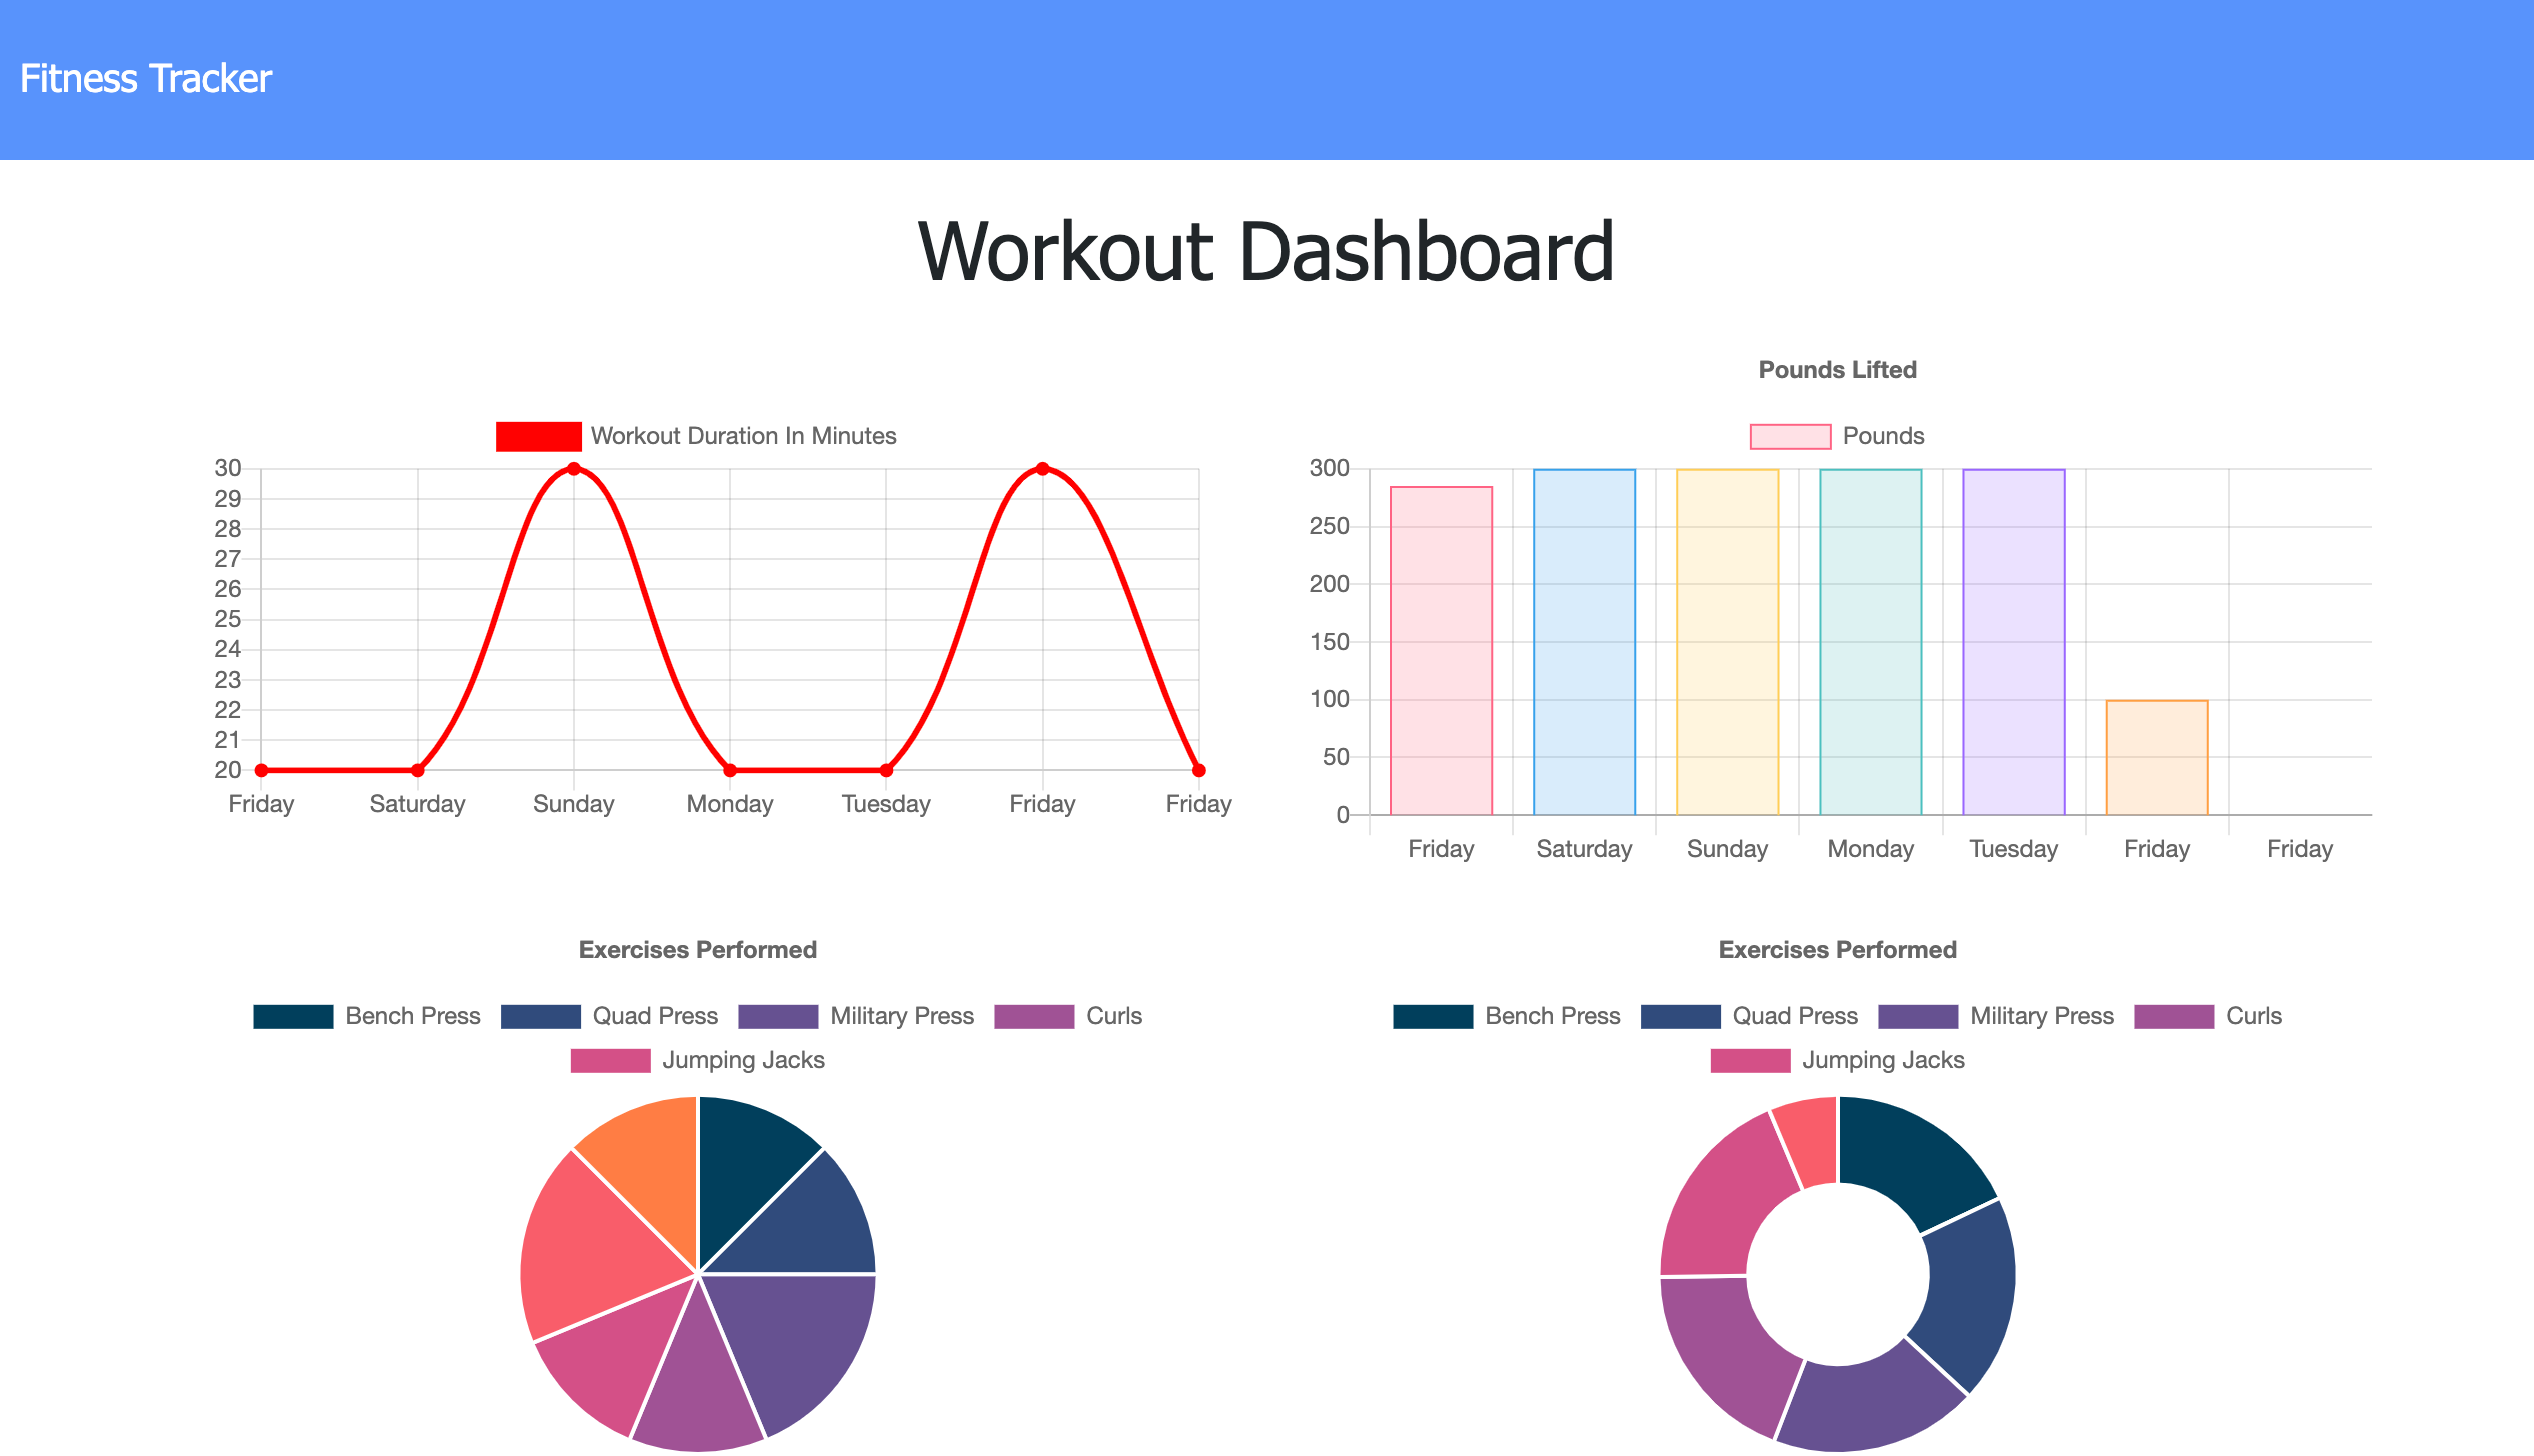 Fitness Tracker
Workout Dashboard
Workout Duration In Minutes
30
29
28
27
26
25
24
23
22
21
20
Friday Saturday Sunday Monday Tuesday Friday Friday
Pounds Lifted
Pounds
300
250
200
150
100
50
0
Friday Saturday Sunday Monday Tuesday Friday Friday
Exercises Performed
Bench Press Quad Press Military Press Curls
Jumping Jacks
Exercises Performed
Bench Press Quad Press Military Press Curls
Jumping Jacks